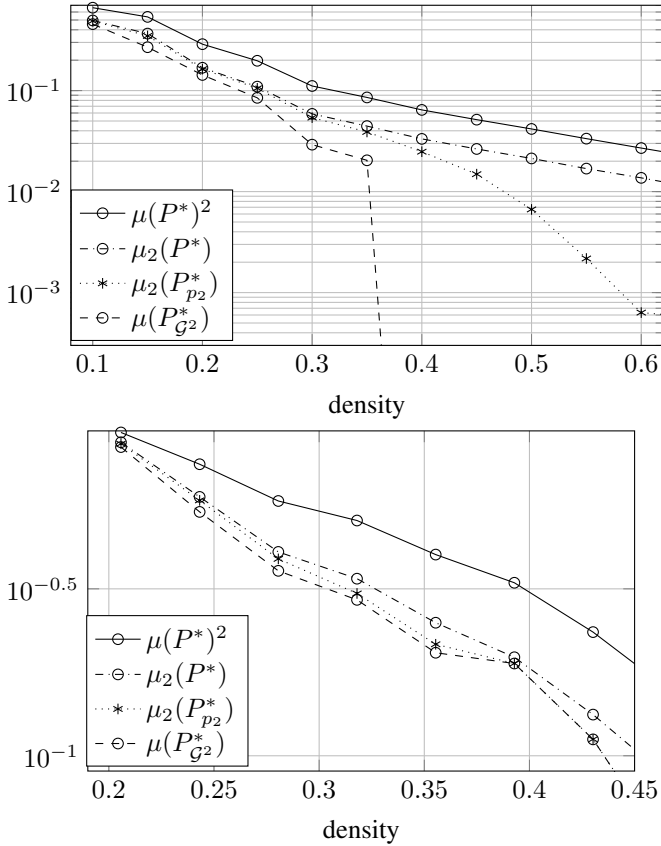 10^{-1}
10^{-2}
10^{-3}
μ(P*)^2
μ_2(P*)
μ_2(P*_{p_2})
μ(P*_{𝒢^2})
0.1 0.2 0.3 0.4 0.5 0.6
density
10^{-0.5}
10^{-1}
μ(P*)^2
μ_2(P*)
μ_2(P*_{p_2})
μ(P*_{𝒢^2})
0.2 0.25 0.3 0.35 0.4 0.45
density